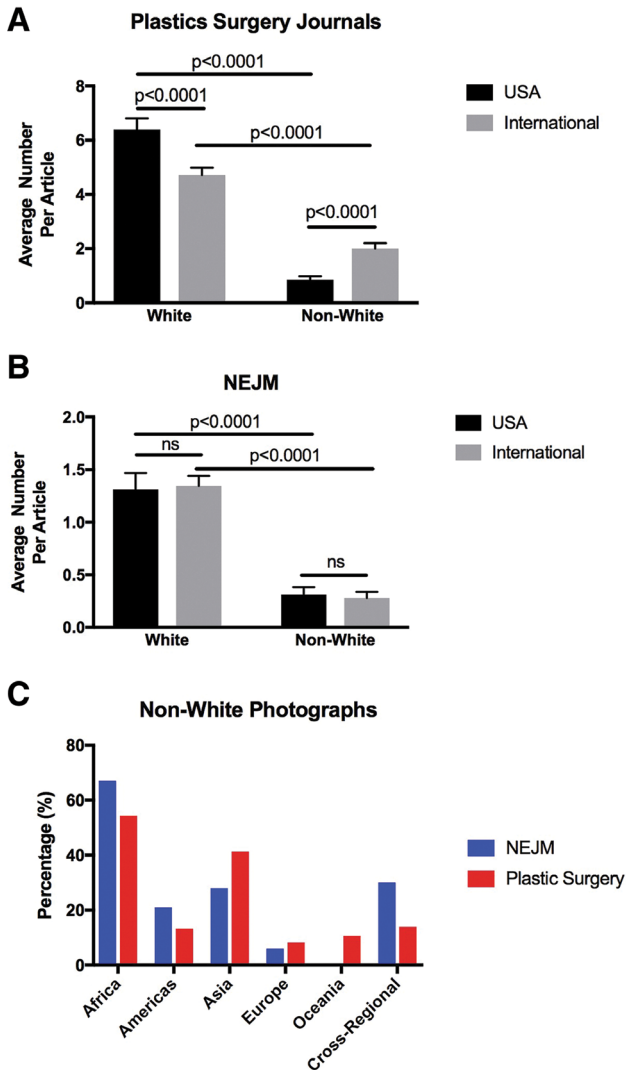 A
Plastics Surgery Journals
p<0.0001
p<0.0001
p<0.0001
p<0.0001
USA
International
Average Number
Per Article
8
6
4
2
0
White
Non-White
B
NEJM
p<0.0001
ns
p<0.0001
ns
USA
International
Average Number
Per Article
2.0
1.5
1.0
0.5
0.0
White
Non-White
C
Non-White Photographs
NEJM
Plastic Surgery
Percentage (%)
80
60
40
20
0
Africa
Americas
Asia
Europe
Oceania
Cross-Regional